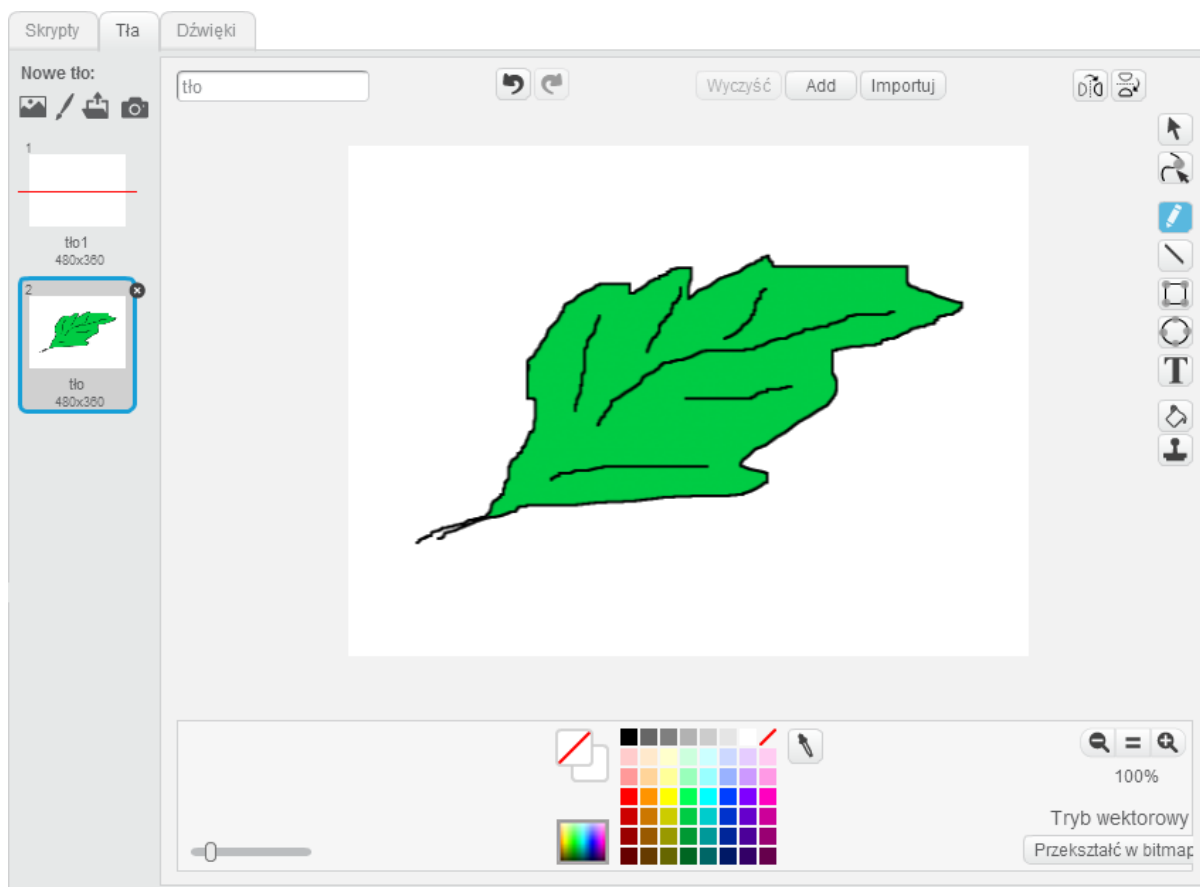 Skrypty Tła Dźwięki
Nowe tło:
tło Wyczyść Add Importuj
1
tło1
480x360
2
tło
480x360
T
100%
Tryb wektorowy
Przekształć w bitmap